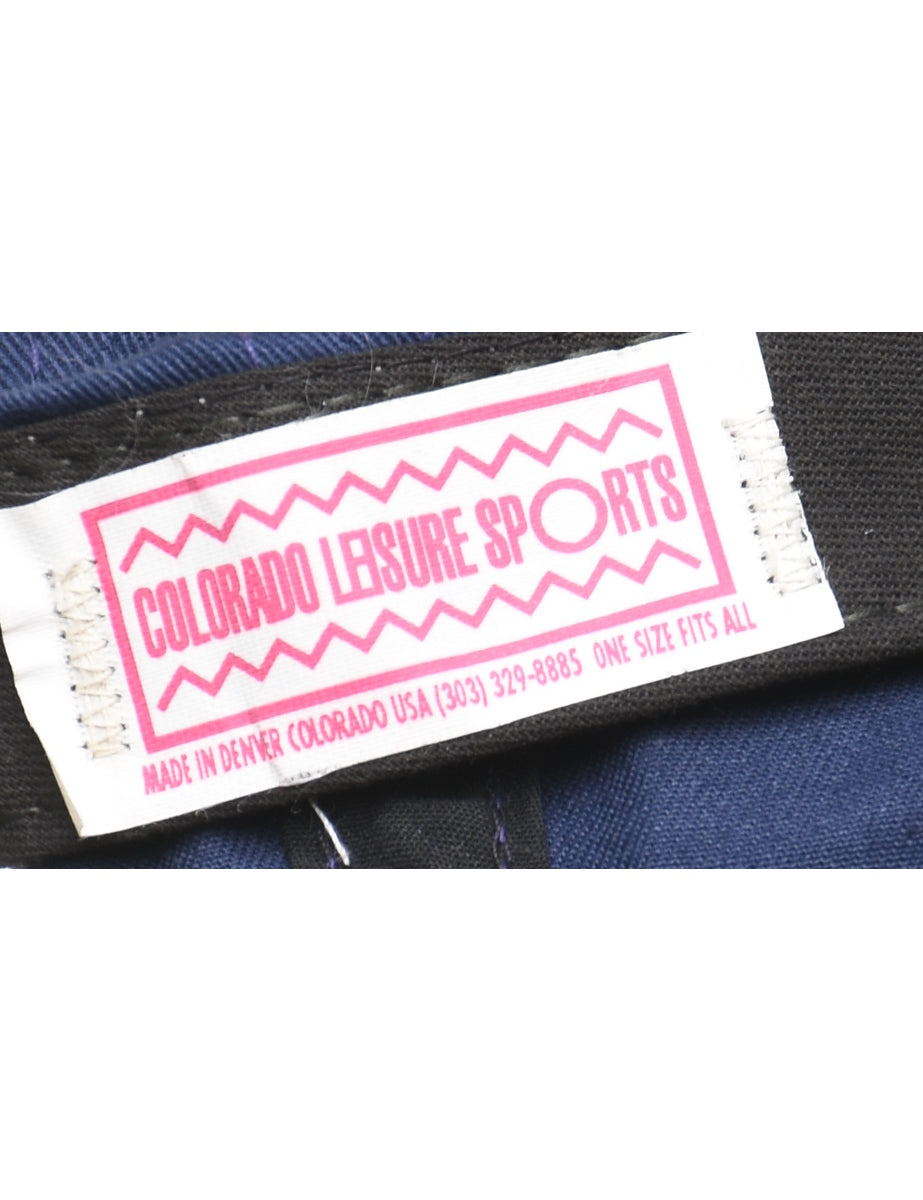 COLORADO LEISURE SPORTS
MADE IN DENVER COLORADO USA (303) 329-8885 ONE SIZE FITS ALL